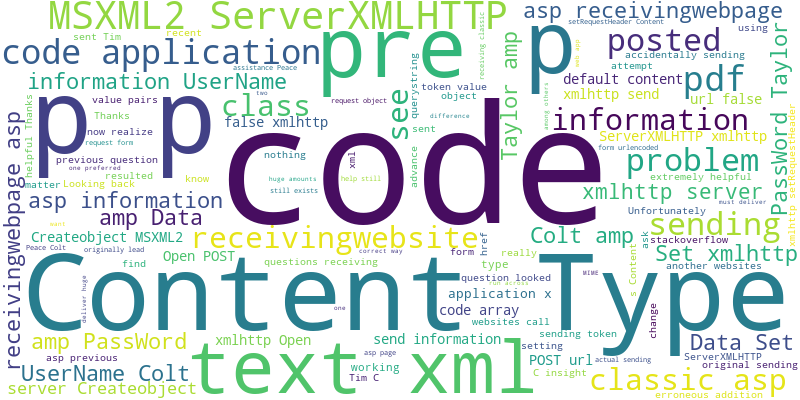 MSXML2 ServerXMLHTTP
asp receivingwebpage
setRequestHeader Content
sent Tim
recent
code application
pre
p
posted
accidentally sending
using
assistance Peace
attempt
information UserName
class
see
querystring
receiving classic
token value
object
Taylor amp
default content
pdf
web app
xmlhttp send
url false
Taylor
p p
value pairs
two
request object
Thanks
false xmlhttp
sent
difference
among others
information
now realize
request form
code
ServerXMLHTTP xmlhttp
form urlencoded
helpful Thanks
previous question
one preferred
nothing
xml
advance
problem
extremely helpful
resulted
matter
Looking back
know
huge amounts
help still
still exists
xmlhttp server
PassWord
must deliver
xmlhttp setRequestHeader
asp information
Unfortunately
sending
receivingwebpage asp
amp Data
Createobject MSXML2
receivingwebsite
href
Colt amp
ask
stackoverflow
Peace Colt
originally lead
Open POST
form
correct way
really
want
Set xmlhttp
find
questions receiving
type
another websites
Content Type
question looked
MIME
s Content
run across
deliver huge
application x
one
code array
change
websites call
amp PassWord
xmlhttp Open
send information
sending token
setting
Data Set
asp previous
asp page
POST url
ServerXMLHTTP
actual sending
original sending
UserName Colt
text xml
working
Tim C
C insight
classic asp
server Createobject
erroneous addition